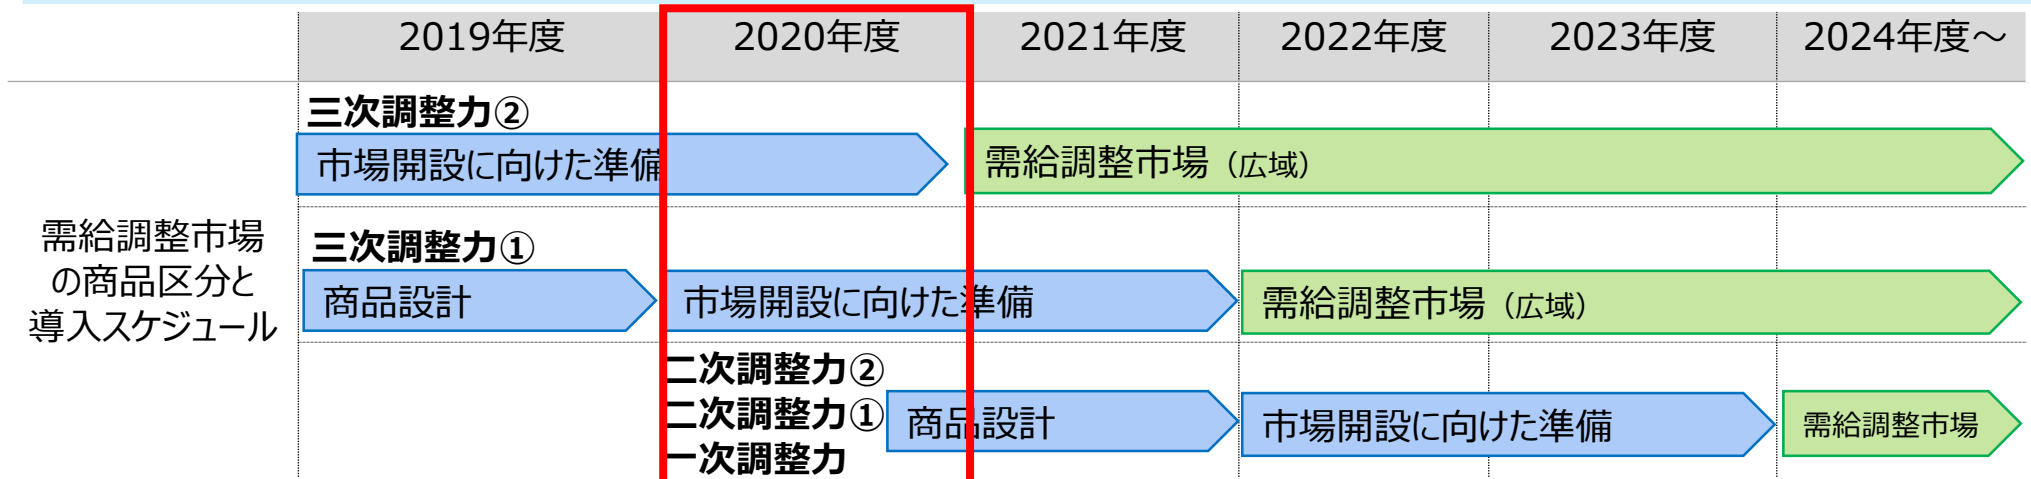 2019年度 2020年度 2021年度 2022年度 2023年度 2024年度～
需給調整市場
の商品区分と
導入スケジュール
三次調整力②
市場開設に向けた準備 需給調整市場（広域）
三次調整力①
商品設計 市場開設に向けた準備 需給調整市場（広域）
二次調整力②
二次調整力①
一次調整力
商品設計 市場開設に向けた準備 需給調整市場